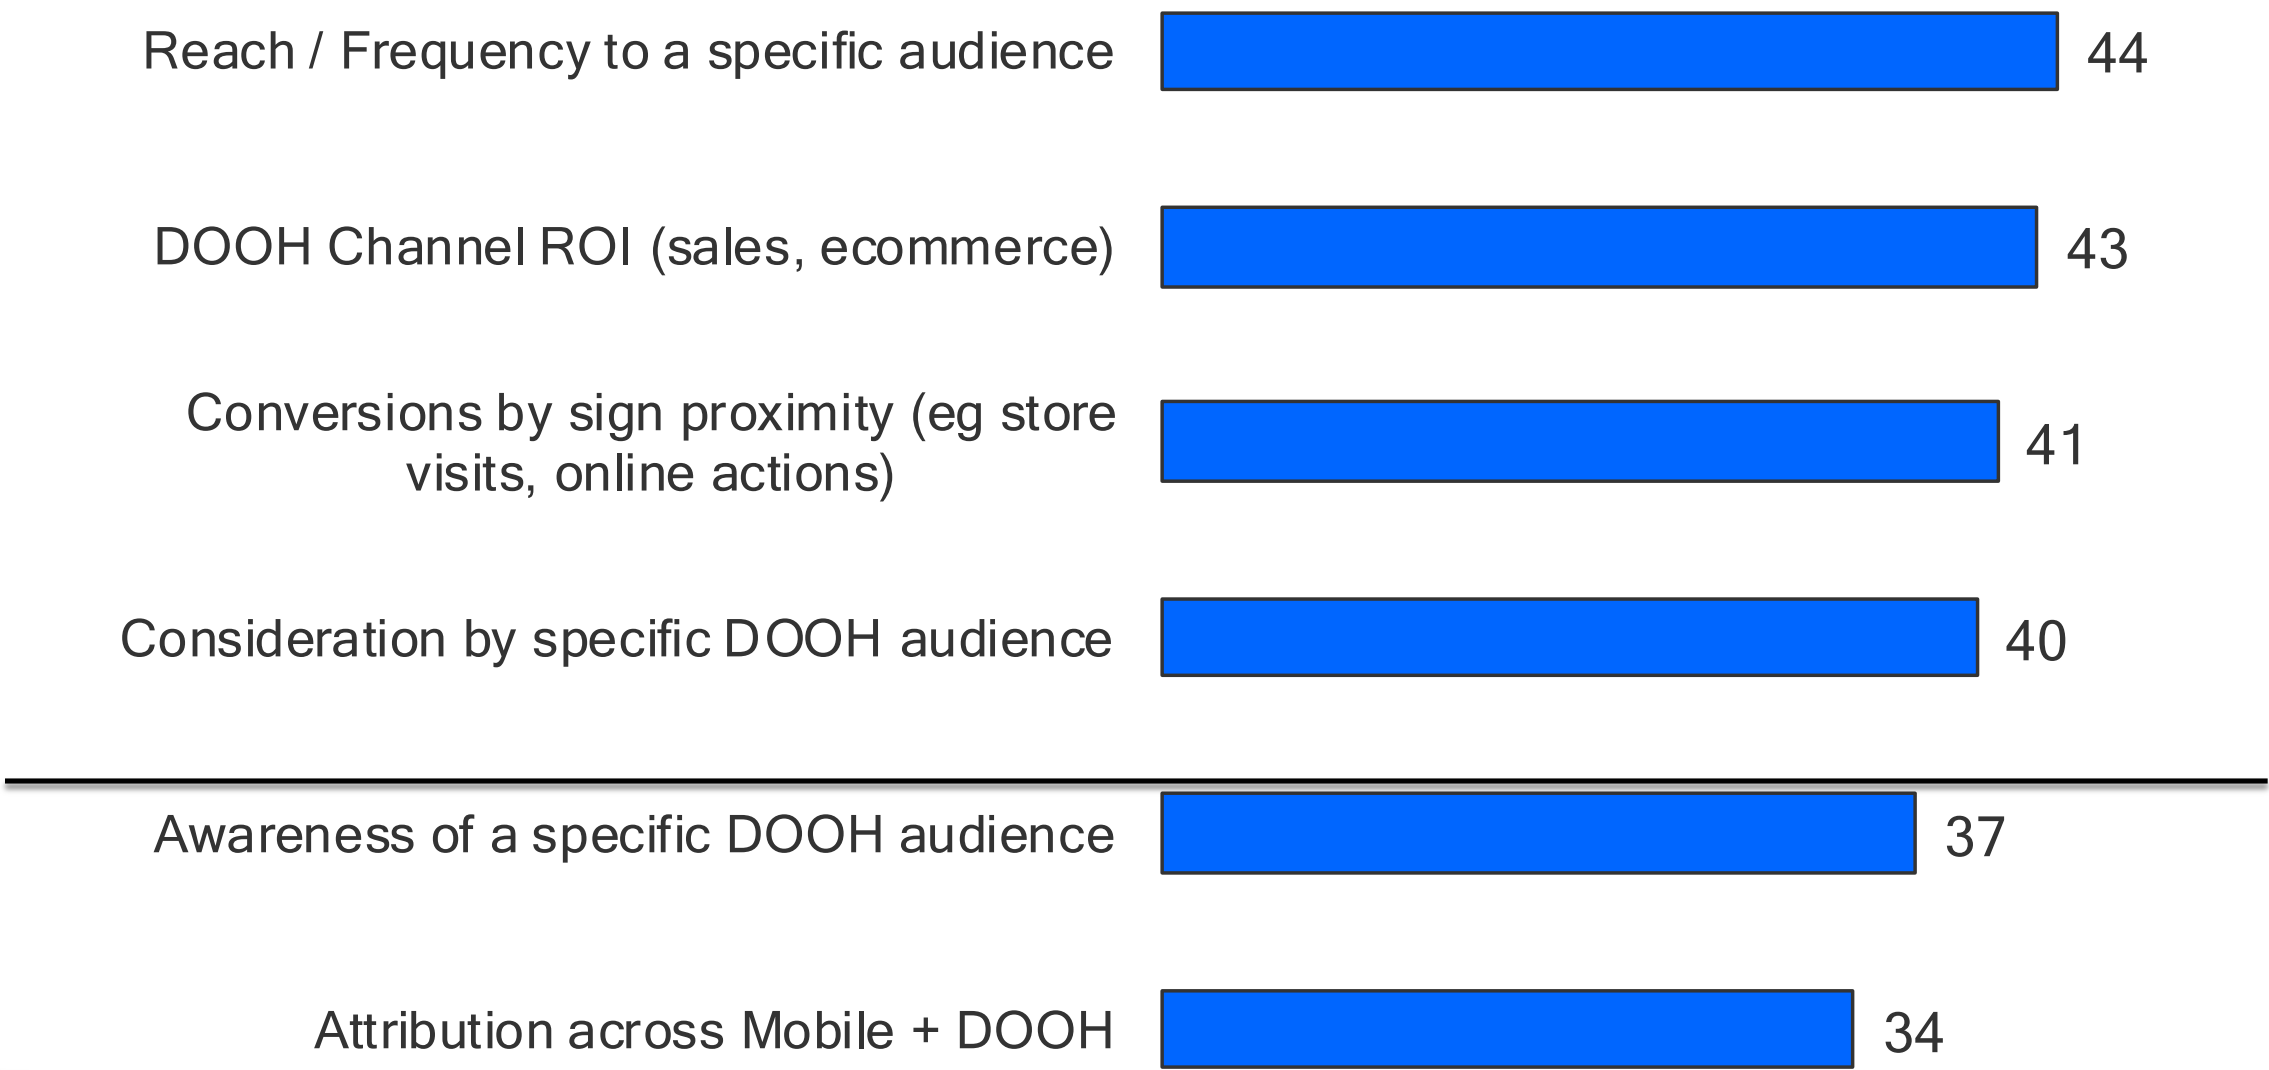 Reach / Frequency to a specific audience 44
DOOH Channel ROI (sales, ecommerce) 43
Conversions by sign proximity (eg store
visits, online actions) 41
Consideration by specific DOOH audience 40
Awareness of a specific DOOH audience 37
Attribution across Mobile + DOOH 34